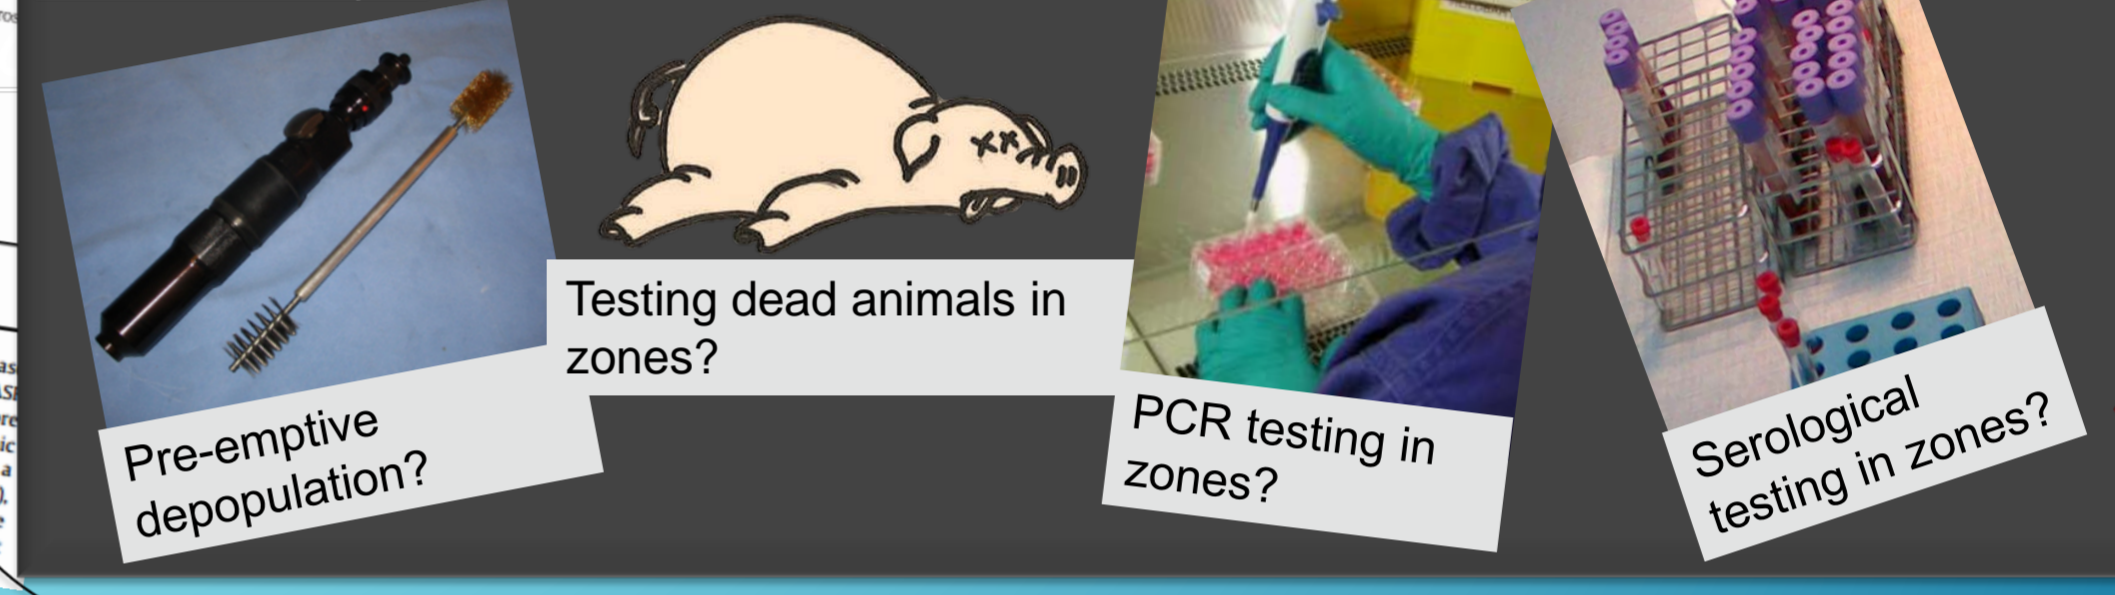 Pre-emptive
depopulation?
Testing dead animals in
zones?
PCR testing in
zones?
Serological
testing in zones?